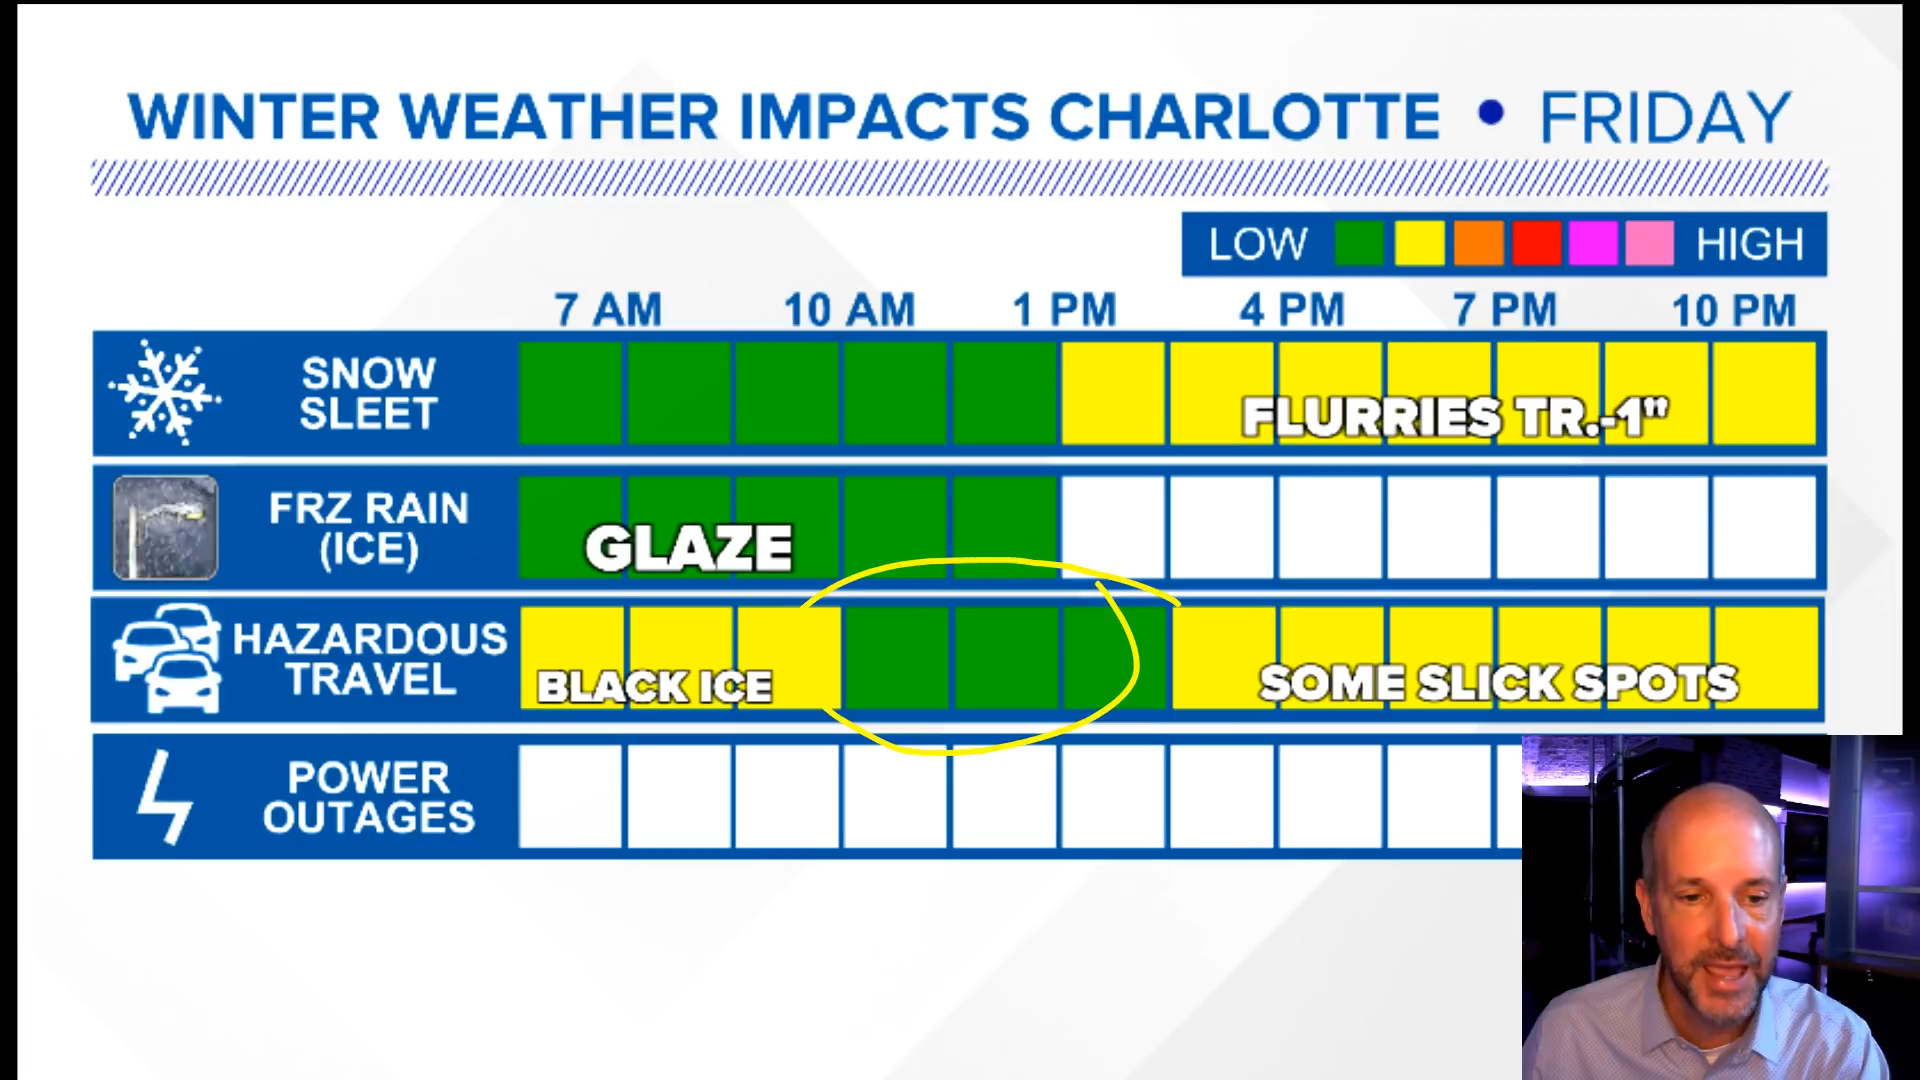 WINTER WEATHER IMPACTS CHARLOTTE • FRIDAY
LOW HIGH
7 AM 10 AM 1 PM 4 PM 7 PM 10 PM
SNOW
SLEET
FLURRIES TR.-1"
FRZ RAIN
(ICE)
GLAZE
HAZARDOUS
TRAVEL
BLACK ICE
SOME SLICK SPOTS
POWER
OUTAGES